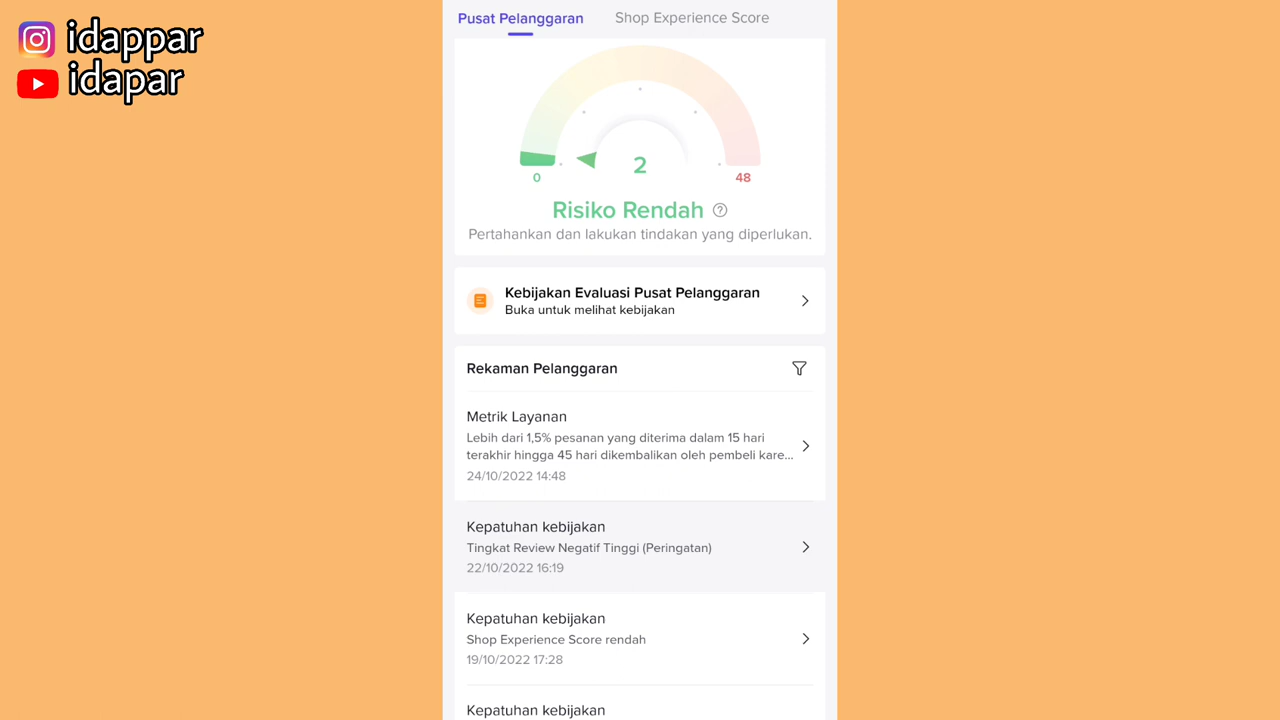 idappar
idapar
Pusat Pelanggaran
Shop Experience Score
2
0
48
Risiko Rendah
Pertahankan dan lakukan tindakan yang diperlukan.
Kebijakan Evaluasi Pusat Pelanggaran
Buka untuk melihat kebijakan
Rekaman Pelanggaran
Metrik Layanan
Lebih dari 1,5% pesanan yang diterima dalam 15 hari
terakhir hingga 45 hari dikembalikan oleh pembeli kare...
24/10/2022 14:48
Kepatuhan kebijakan
Tingkat Review Negatif Tinggi (Peringatan)
22/10/2022 16:19
Kepatuhan kebijakan
Shop Experience Score rendah
19/10/2022 17:28
Kepatuhan kebijakan